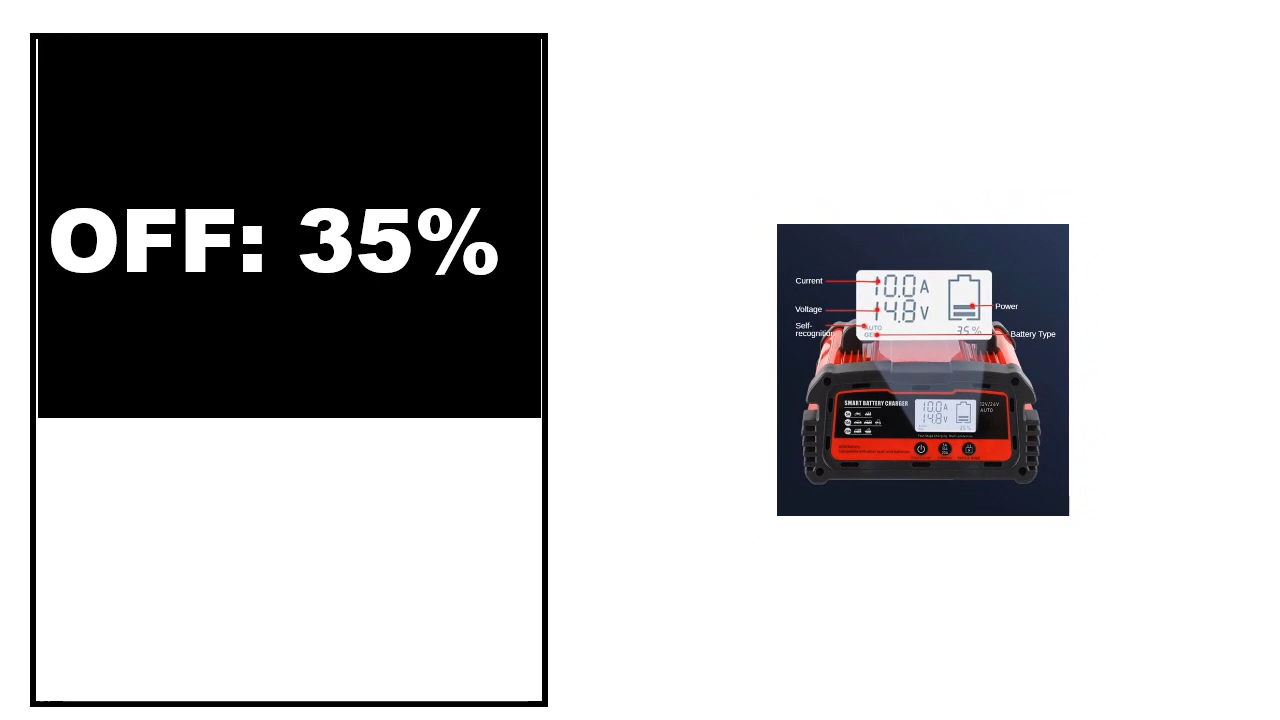 OFF: 35%
Current
10.0A
Voltage
14.8V
Power
Self-
recognition
AUTO
GEL
35%
Battery Type
SMART BATTERY CHARGER
10.0A
14.8V
12V/24V
AUTO